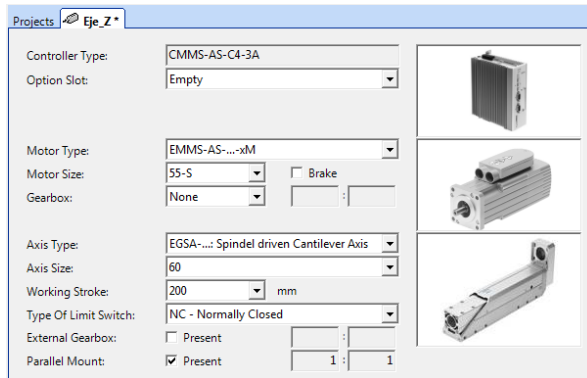 Projects Eje_Z *
Controller Type: CMMS-AS-C4-3A
Option Slot: Empty
Motor Type: EMMS-AS-...-xM
Motor Size: 55-S Brake
Gearbox: None :
Axis Type: EGSA-...: Spindel driven Cantilever Axis
Axis Size: 60
Working Stroke: 200 mm
Type Of Limit Switch: NC - Normally Closed
External Gearbox: Present :
Parallel Mount: Present 1 : 1